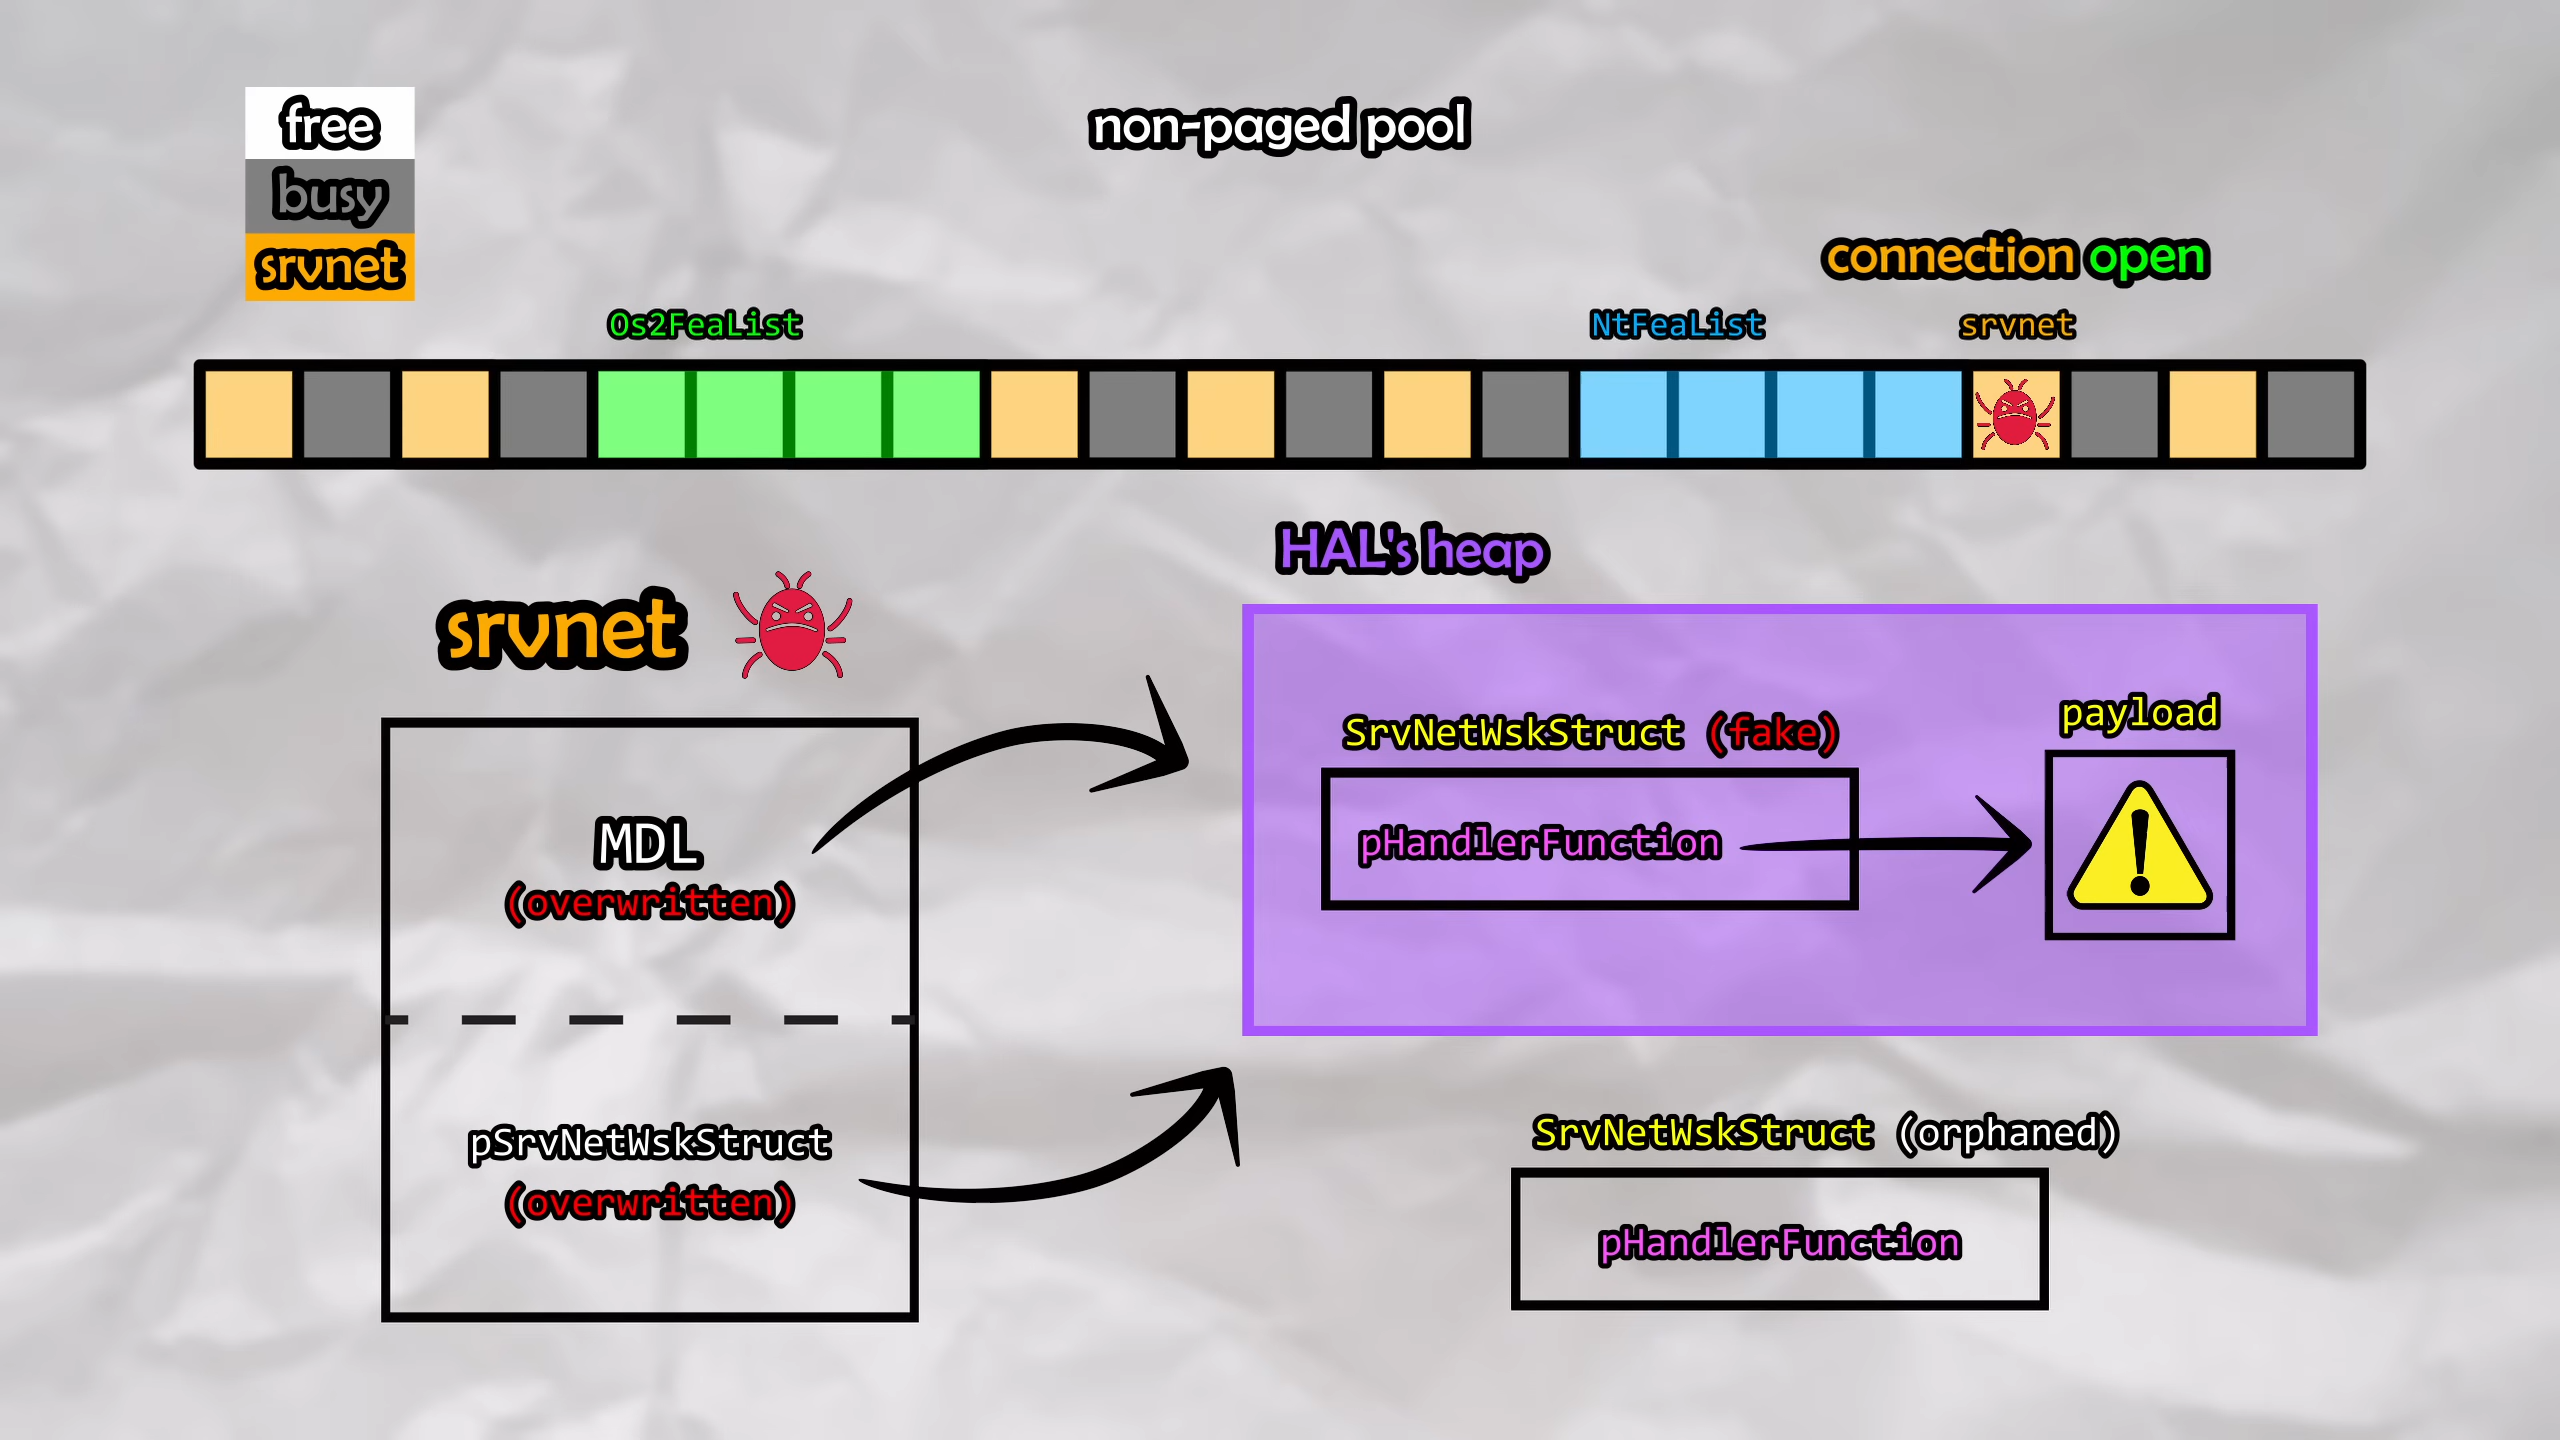 free
busy
srvnet
non-paged pool
connection open
Os2FeaList
NtFeaList
srvnet
HAL's heap
srvnet
SrvNetWskStruct (fake)
payload
pHandlerFunction
MDL
(overwritten)
pSrvNetWskStruct
(overwritten)
SrvNetWskStruct (orphaned)
pHandlerFunction